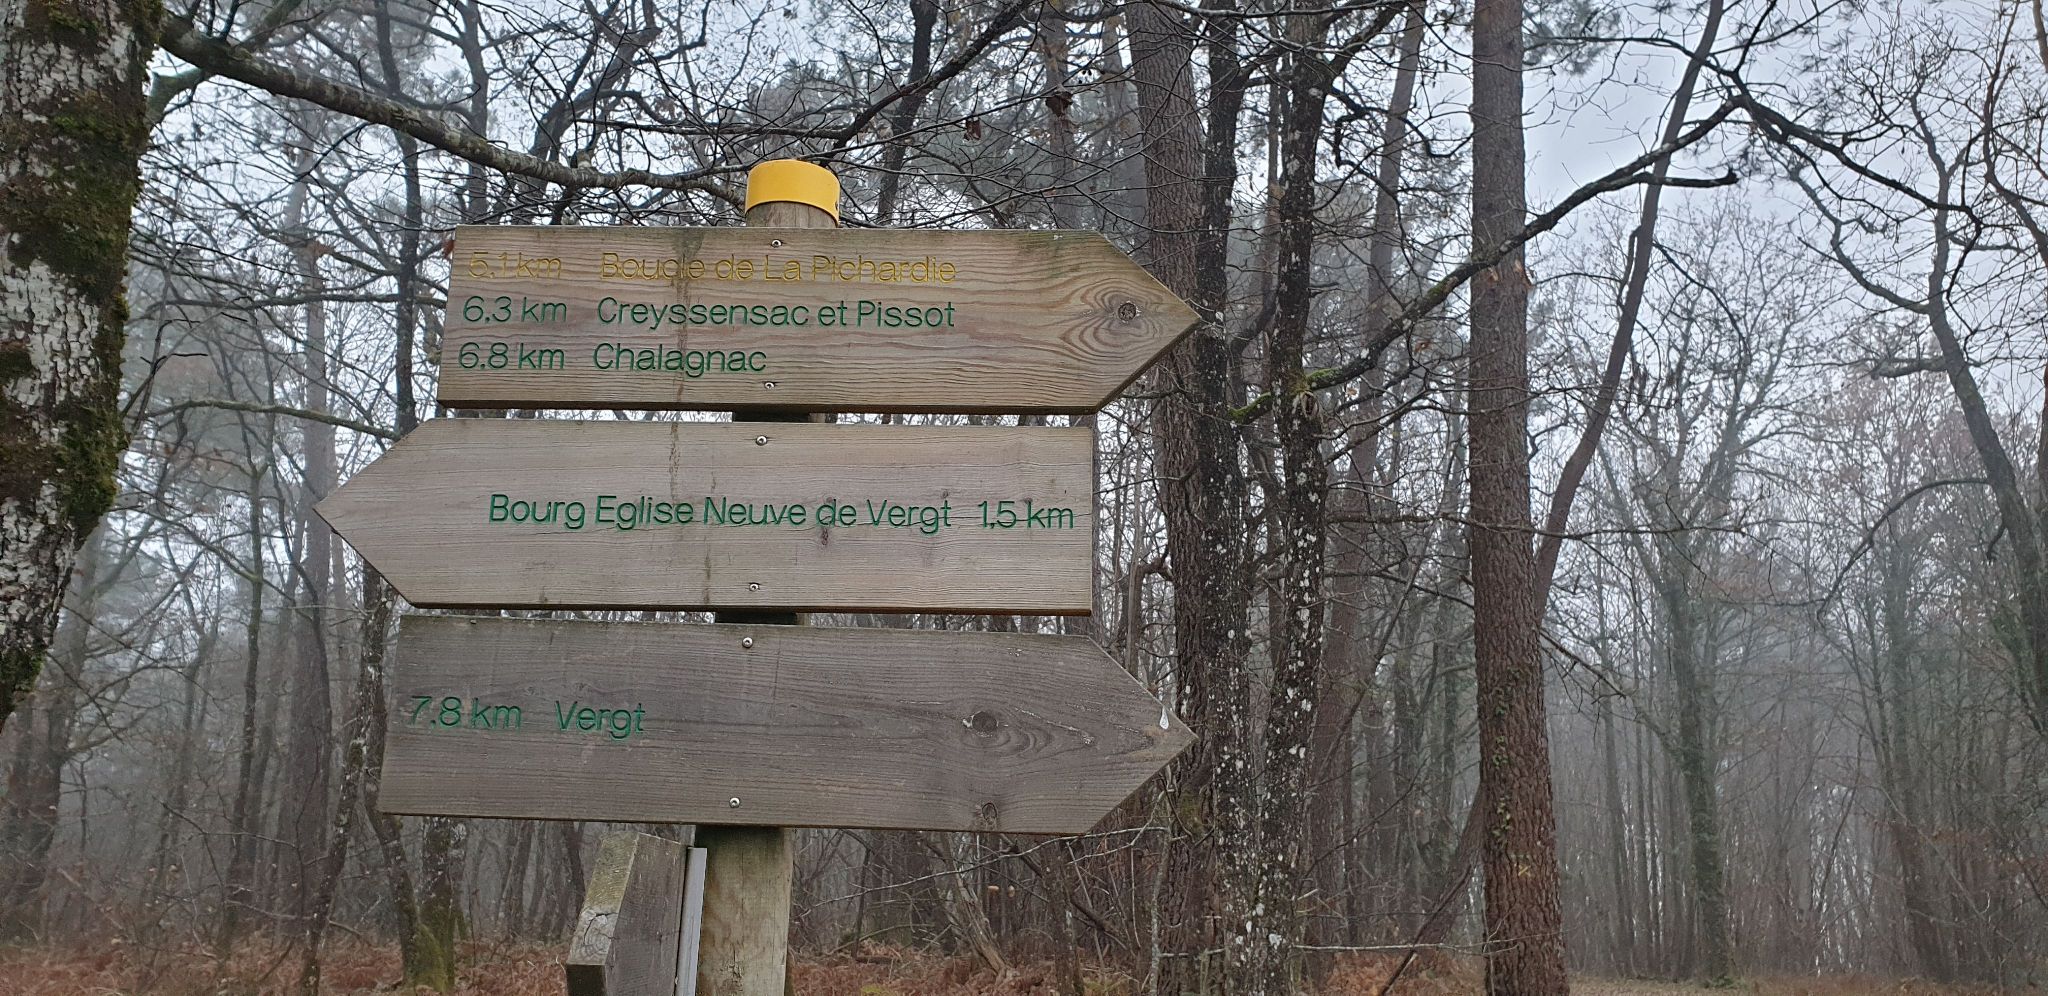 5.1 km Boucle de La Pichardie
6.3 km Creyssensac et Pissot
6.8 km Chalagnac
Bourg Eglise Neuve de Vergt 1,5 km
7.8 km Vergt